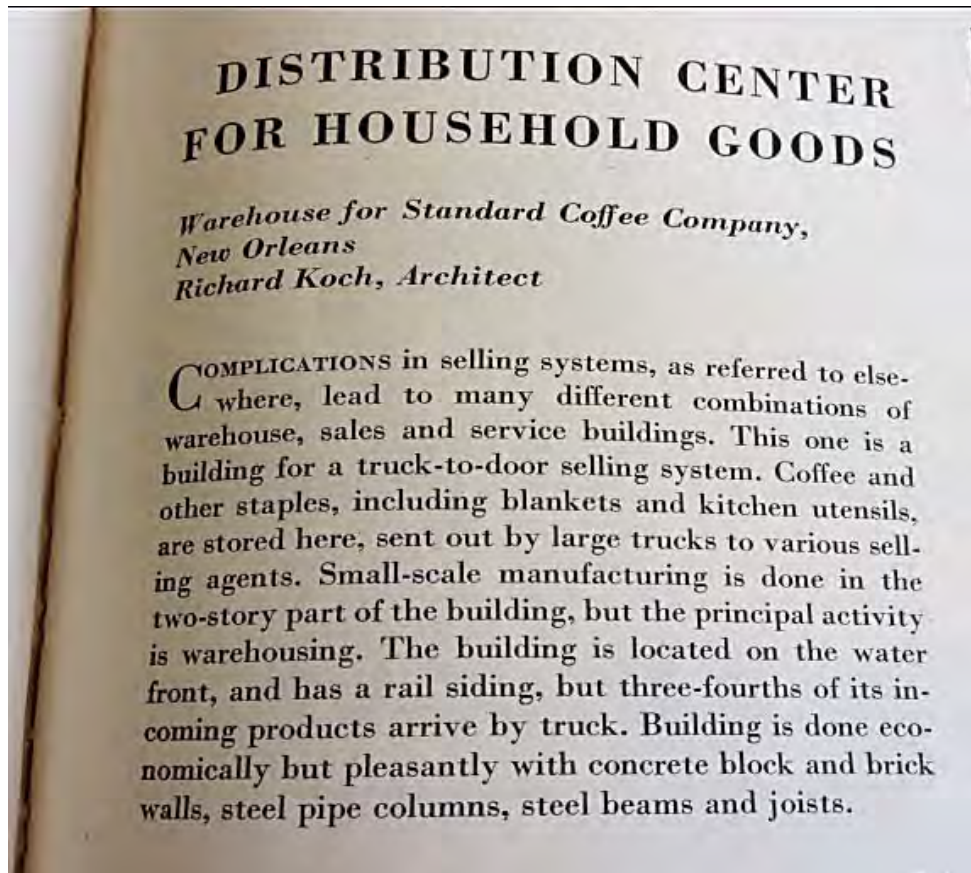 DISTRIBUTION CENTER
FOR HOUSEHOLD GOODS
Warehouse for Standard Coffee Company,
New Orleans
Richard Koch, Architect
COMPLICATIONS in selling systems, as referred to else-
where, lead to many different combinations of
warehouse, sales and service buildings. This one is a
building for a truck-to-door selling system. Coffee and
other staples, including blankets and kitchen utensils,
are stored here, sent out by large trucks to various sell-
ing agents. Small-scale manufacturing is done in the
two-story part of the building, but the principal activity
is warehousing. The building is located on the water
front, and has a rail siding, but three-fourths of its in-
coming products arrive by truck. Building is done eco-
nomically but pleasantly with concrete block and brick
walls, steel pipe columns, steel beams and joists.